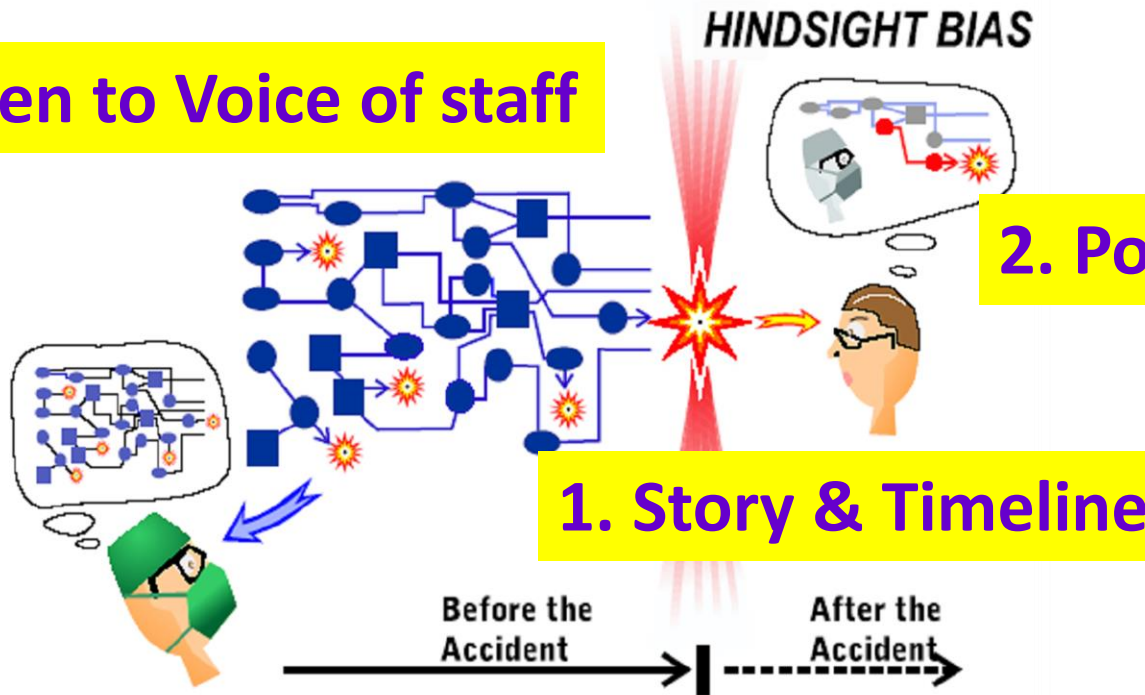 HINDSIGHT BIAS
en to Voice of staff
2. Po
1. Story & Timeline
Before the
Accident
After the
Accident